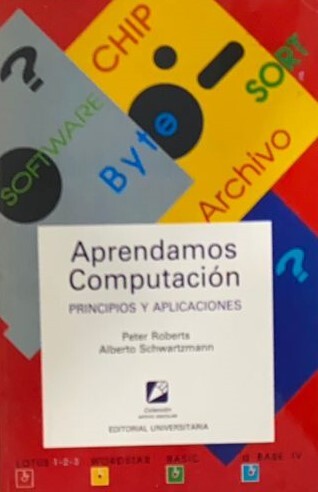 ?
CHIP
SORT
SOFTWARE
Byte
Archivo
?
Aprendamos
Computación
PRINCIPIOS Y APLICACIONES
Peter Roberts
Alberto Schwartzmann
Colección
EDITORIAL UNIVERSITARIA
LOTUS 1-2-3 WORDSTAR BASIC D BASE IV